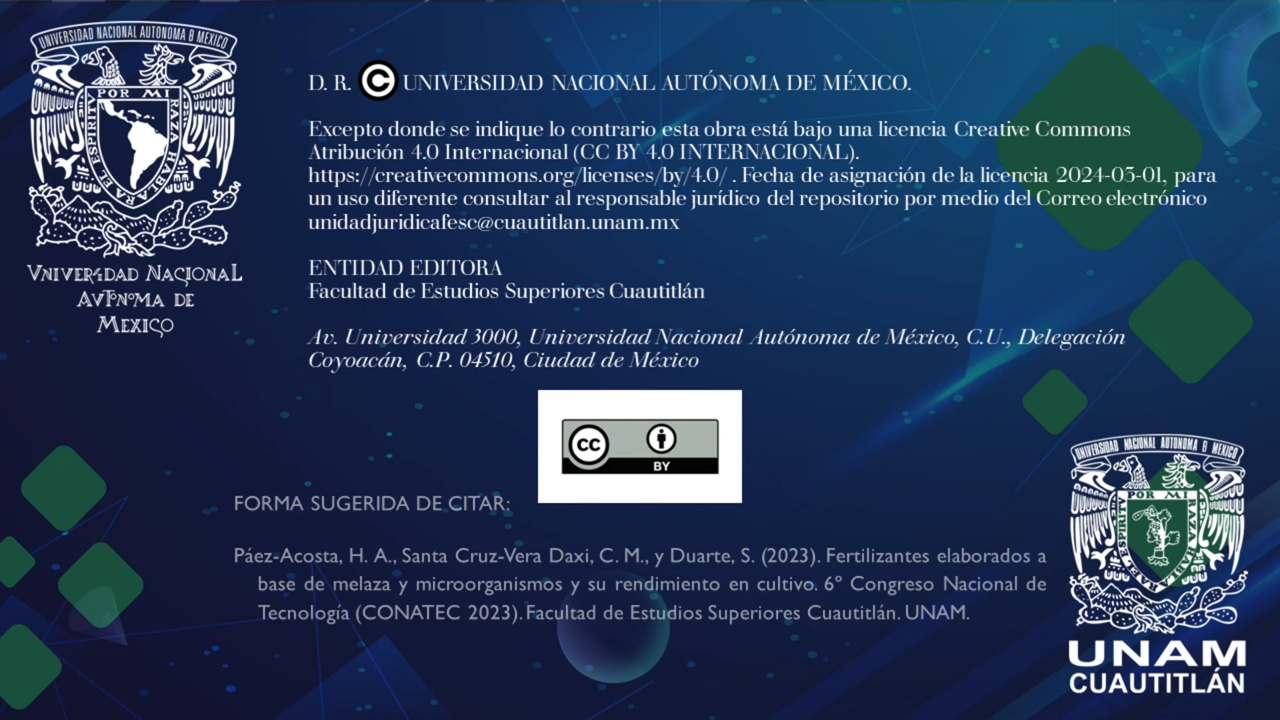 UNIVERSIDAD NACIONAL AUTONOMA DE MEXICO
POR MI RAZA HABLARA EL ESPIRITU
VNIVERSDAD NACIONAL
AVTNOMA DE
MEXICO
D. R. © UNIVERSIDAD NACIONAL AUTÓNOMA DE MÉXICO.
Excepto donde se indique lo contrario esta obra está bajo una licencia Creative Commons
Atribución 4.0 Internacional (CC BY 4.0 INTERNACIONAL).
https://creativecommons.org/licenses/by/4.0/ . Fecha de asignación de la licencia 2024-03-01, para
un uso diferente consultar al responsable jurídico del repositorio por medio del Correo electrónico
unidadjuridicafesc@cuautitlan.unam.mx
ENTIDAD EDITORA
Facultad de Estudios Superiores Cuautitlán
Av. Universidad 3000, Universidad Nacional Autónoma de México, C.U., Delegación
Coyoacán, C.P. 04510, Ciudad de México
cc
BY
FORMA SUGERIDA DE CITAR:
Páez-Acosta, H. A., Santa Cruz-Vera Daxi, C. M., y Duarte, S. (2023). Fertilizantes elaborados a
base de melaza y microorganismos y su rendimiento en cultivo. 6° Congreso Nacional de
Tecnología (CONATEC 2023). Facultad de Estudios Superiores Cuautitlán. UNAM.
UNIVERSIDAD NACIONAL AUTONOMA DE MEXICO
POR MI RAZA HABLARA EL ESPIRITU
UNAM
CUAUTITLÁN